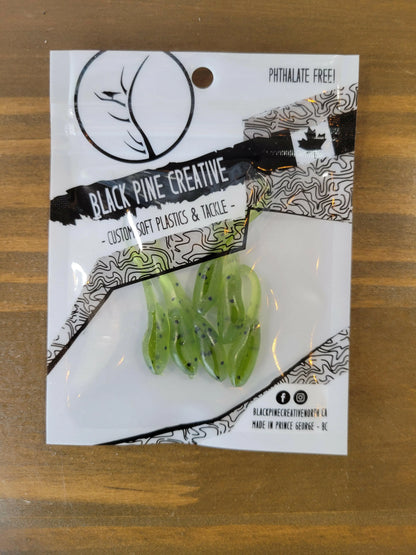 PHTHALATE FREE!
BLACK PINE CREATIVE
- CUSTOM SOFT PLASTICS & TACKLE -
BLACKPINECREATIVENORTH.CA
MADE IN PRINCE GEORGE - BC